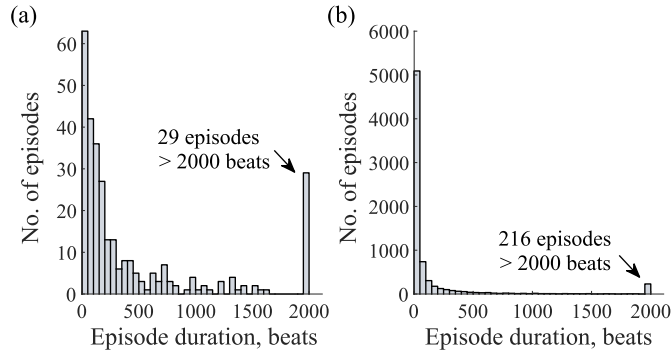 (a)
No. of episodes
60
50
40
30
20
10
0
29 episodes
> 2000 beats
0 500 1000 1500 2000
Episode duration, beats
(b)
No. of episodes
6000
5000
4000
3000
2000
1000
0
216 episodes
> 2000 beats
0 500 1000 1500 2000
Episode duration, beats